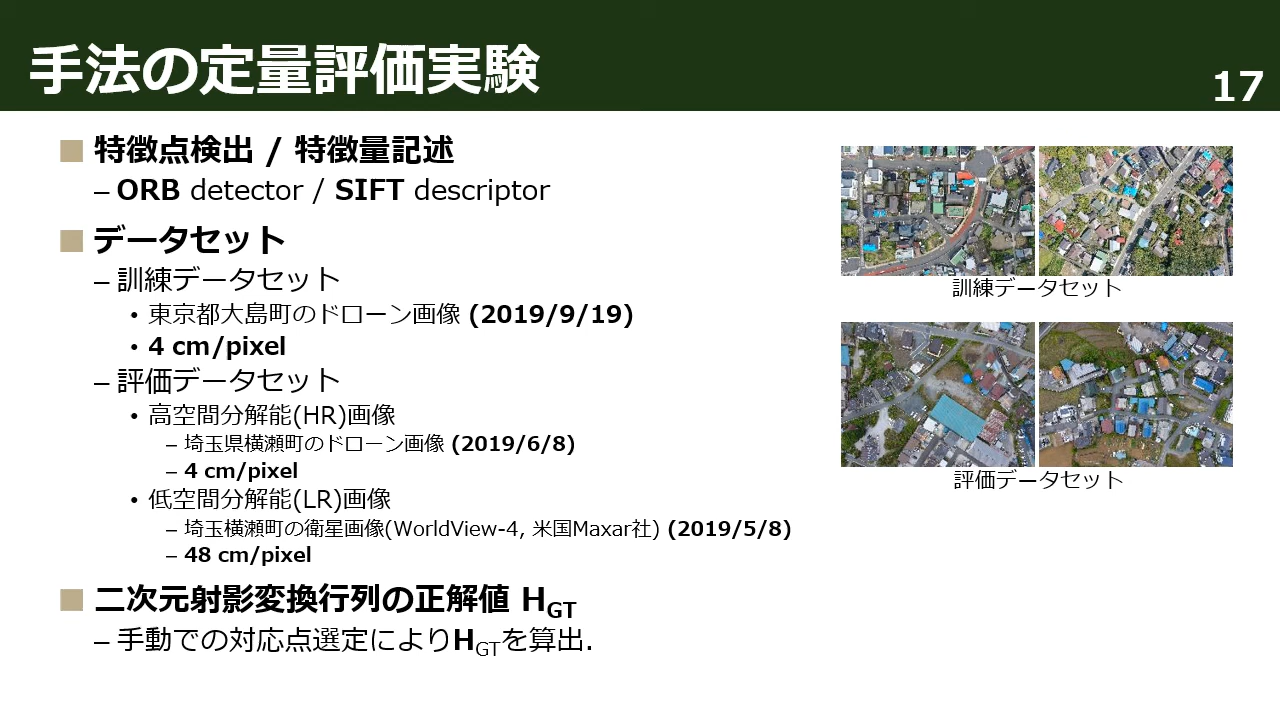 手法の定量評価実験
17
特徴点検出 / 特徴量記述
– ORB detector / SIFT descriptor
データセット
– 訓練データセット
• 東京都大島町のドローン画像 (2019/9/19)
• 4 cm/pixel
– 評価データセット
• 高空間分解能(HR)画像
– 埼玉県横瀬町のドローン画像 (2019/6/8)
– 4 cm/pixel
• 低空間分解能(LR)画像
– 埼玉横瀬町の衛星画像(WorldView-4, 米国Maxar社) (2019/5/8)
– 48 cm/pixel
二次元射影変換行列の正解値 HGT
– 手動での対応点選定によりHGTを算出.
訓練データセット
評価データセット